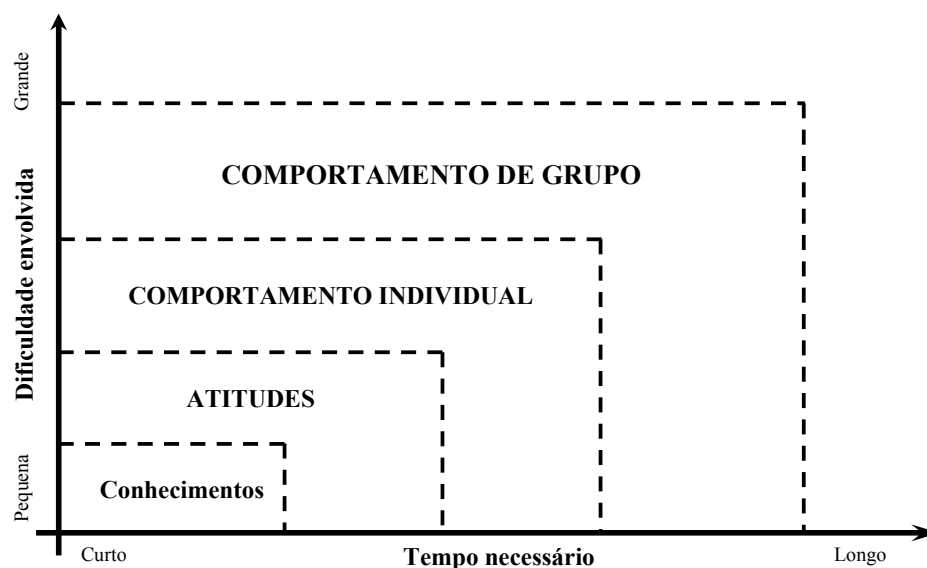 Grande
COMPORTAMENTO DE GRUPO
Dificuldade envolvida
COMPORTAMENTO INDIVIDUAL
ATITUDES
Pequena
Conhecimentos
Curto
Tempo necessário
Longo